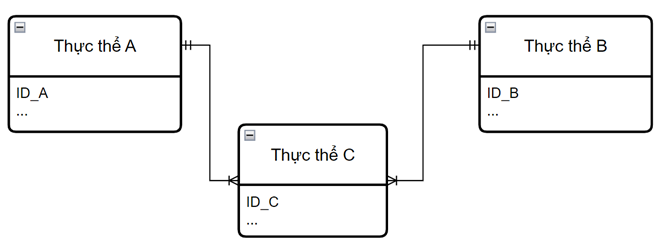 Thực thể A
ID_A
...
Thực thể B
ID_B
...
Thực thể C
ID_C
...